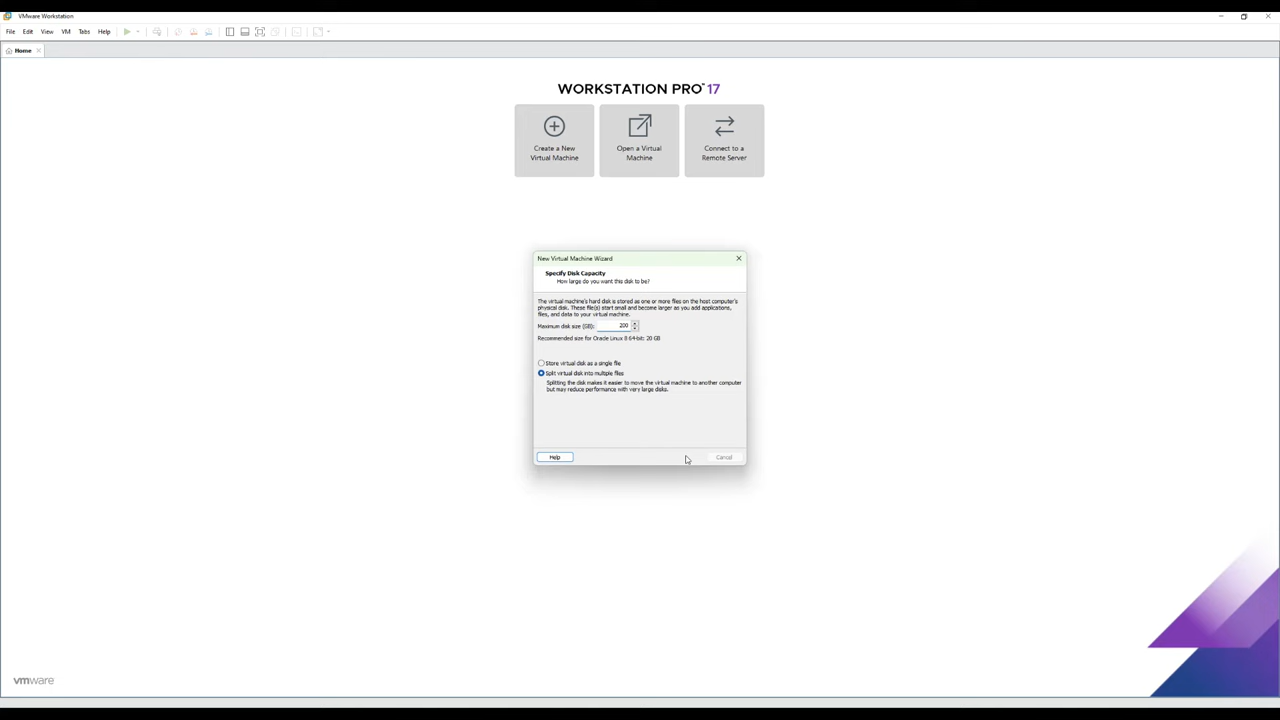 VMware Workstation
File Edit View VM Tabs Help
Home
WORKSTATION PRO™ 17
Create a New
Virtual Machine
Open a Virtual
Machine
Connect to a
Remote Server
New Virtual Machine Wizard
Specify Disk Capacity
How large do you want this disk to be?
The virtual machine's hard disk is stored as one or more files on the host computer's
physical disk. These file(s) start small and become larger as you add applications,
files, and data to your virtual machine.
Maximum disk size (GB): 200
Recommended size for Oracle Linux 8 64-bit: 20 GB
Store virtual disk as a single file
Split virtual disk into multiple files
Splitting the disk makes it easier to move the virtual machine to another computer
but may reduce performance with very large disks.
Help Cancel
vmware